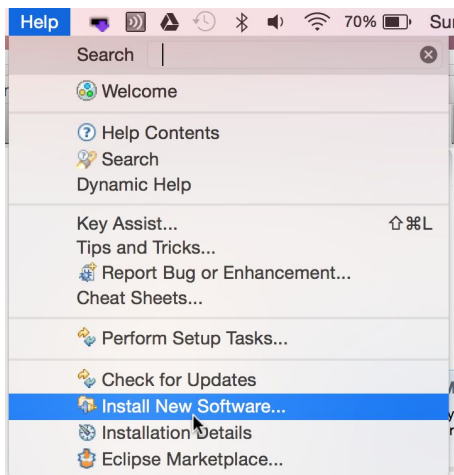 Help 70% Su
Search
Welcome
Help Contents
Search
Dynamic Help
Key Assist... ⇧⌘L
Tips and Tricks...
Report Bug or Enhancement...
Cheat Sheets...
Perform Setup Tasks...
Check for Updates
Install New Software...
Installation Details
Eclipse Marketplace...